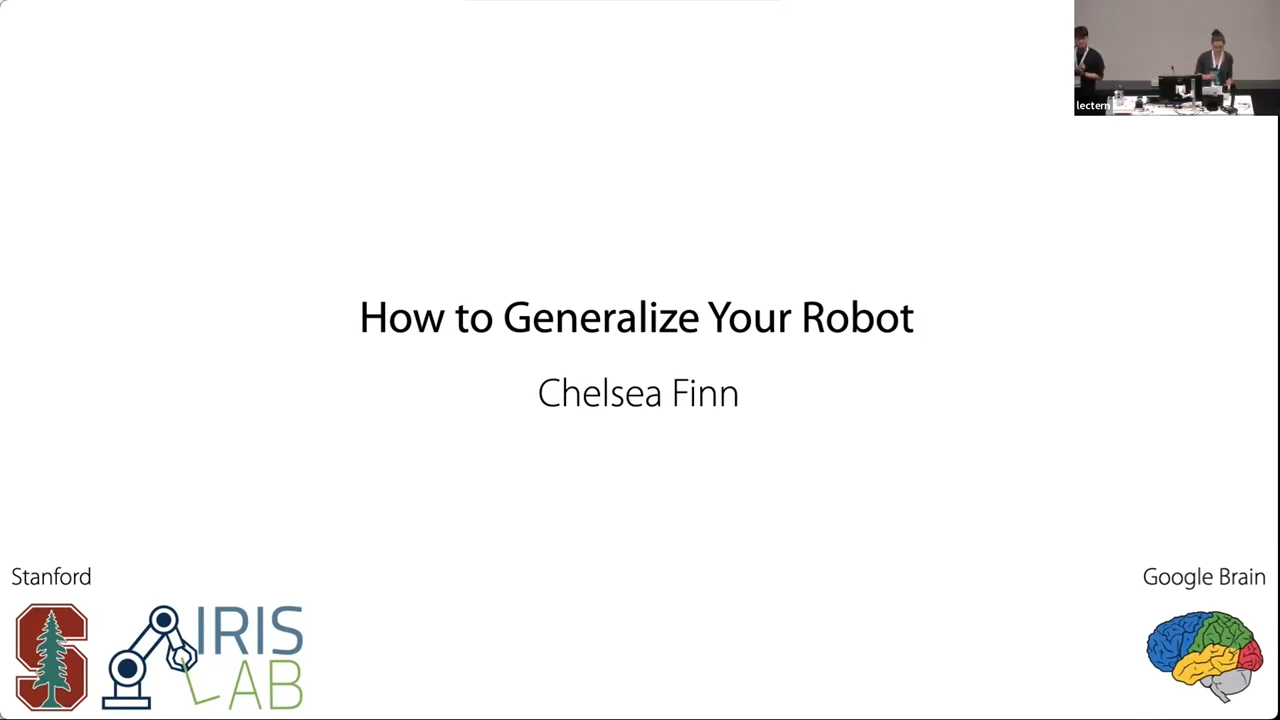 lectern
How to Generalize Your Robot
Chelsea Finn
Stanford
Google Brain
S
IRIS
LAB